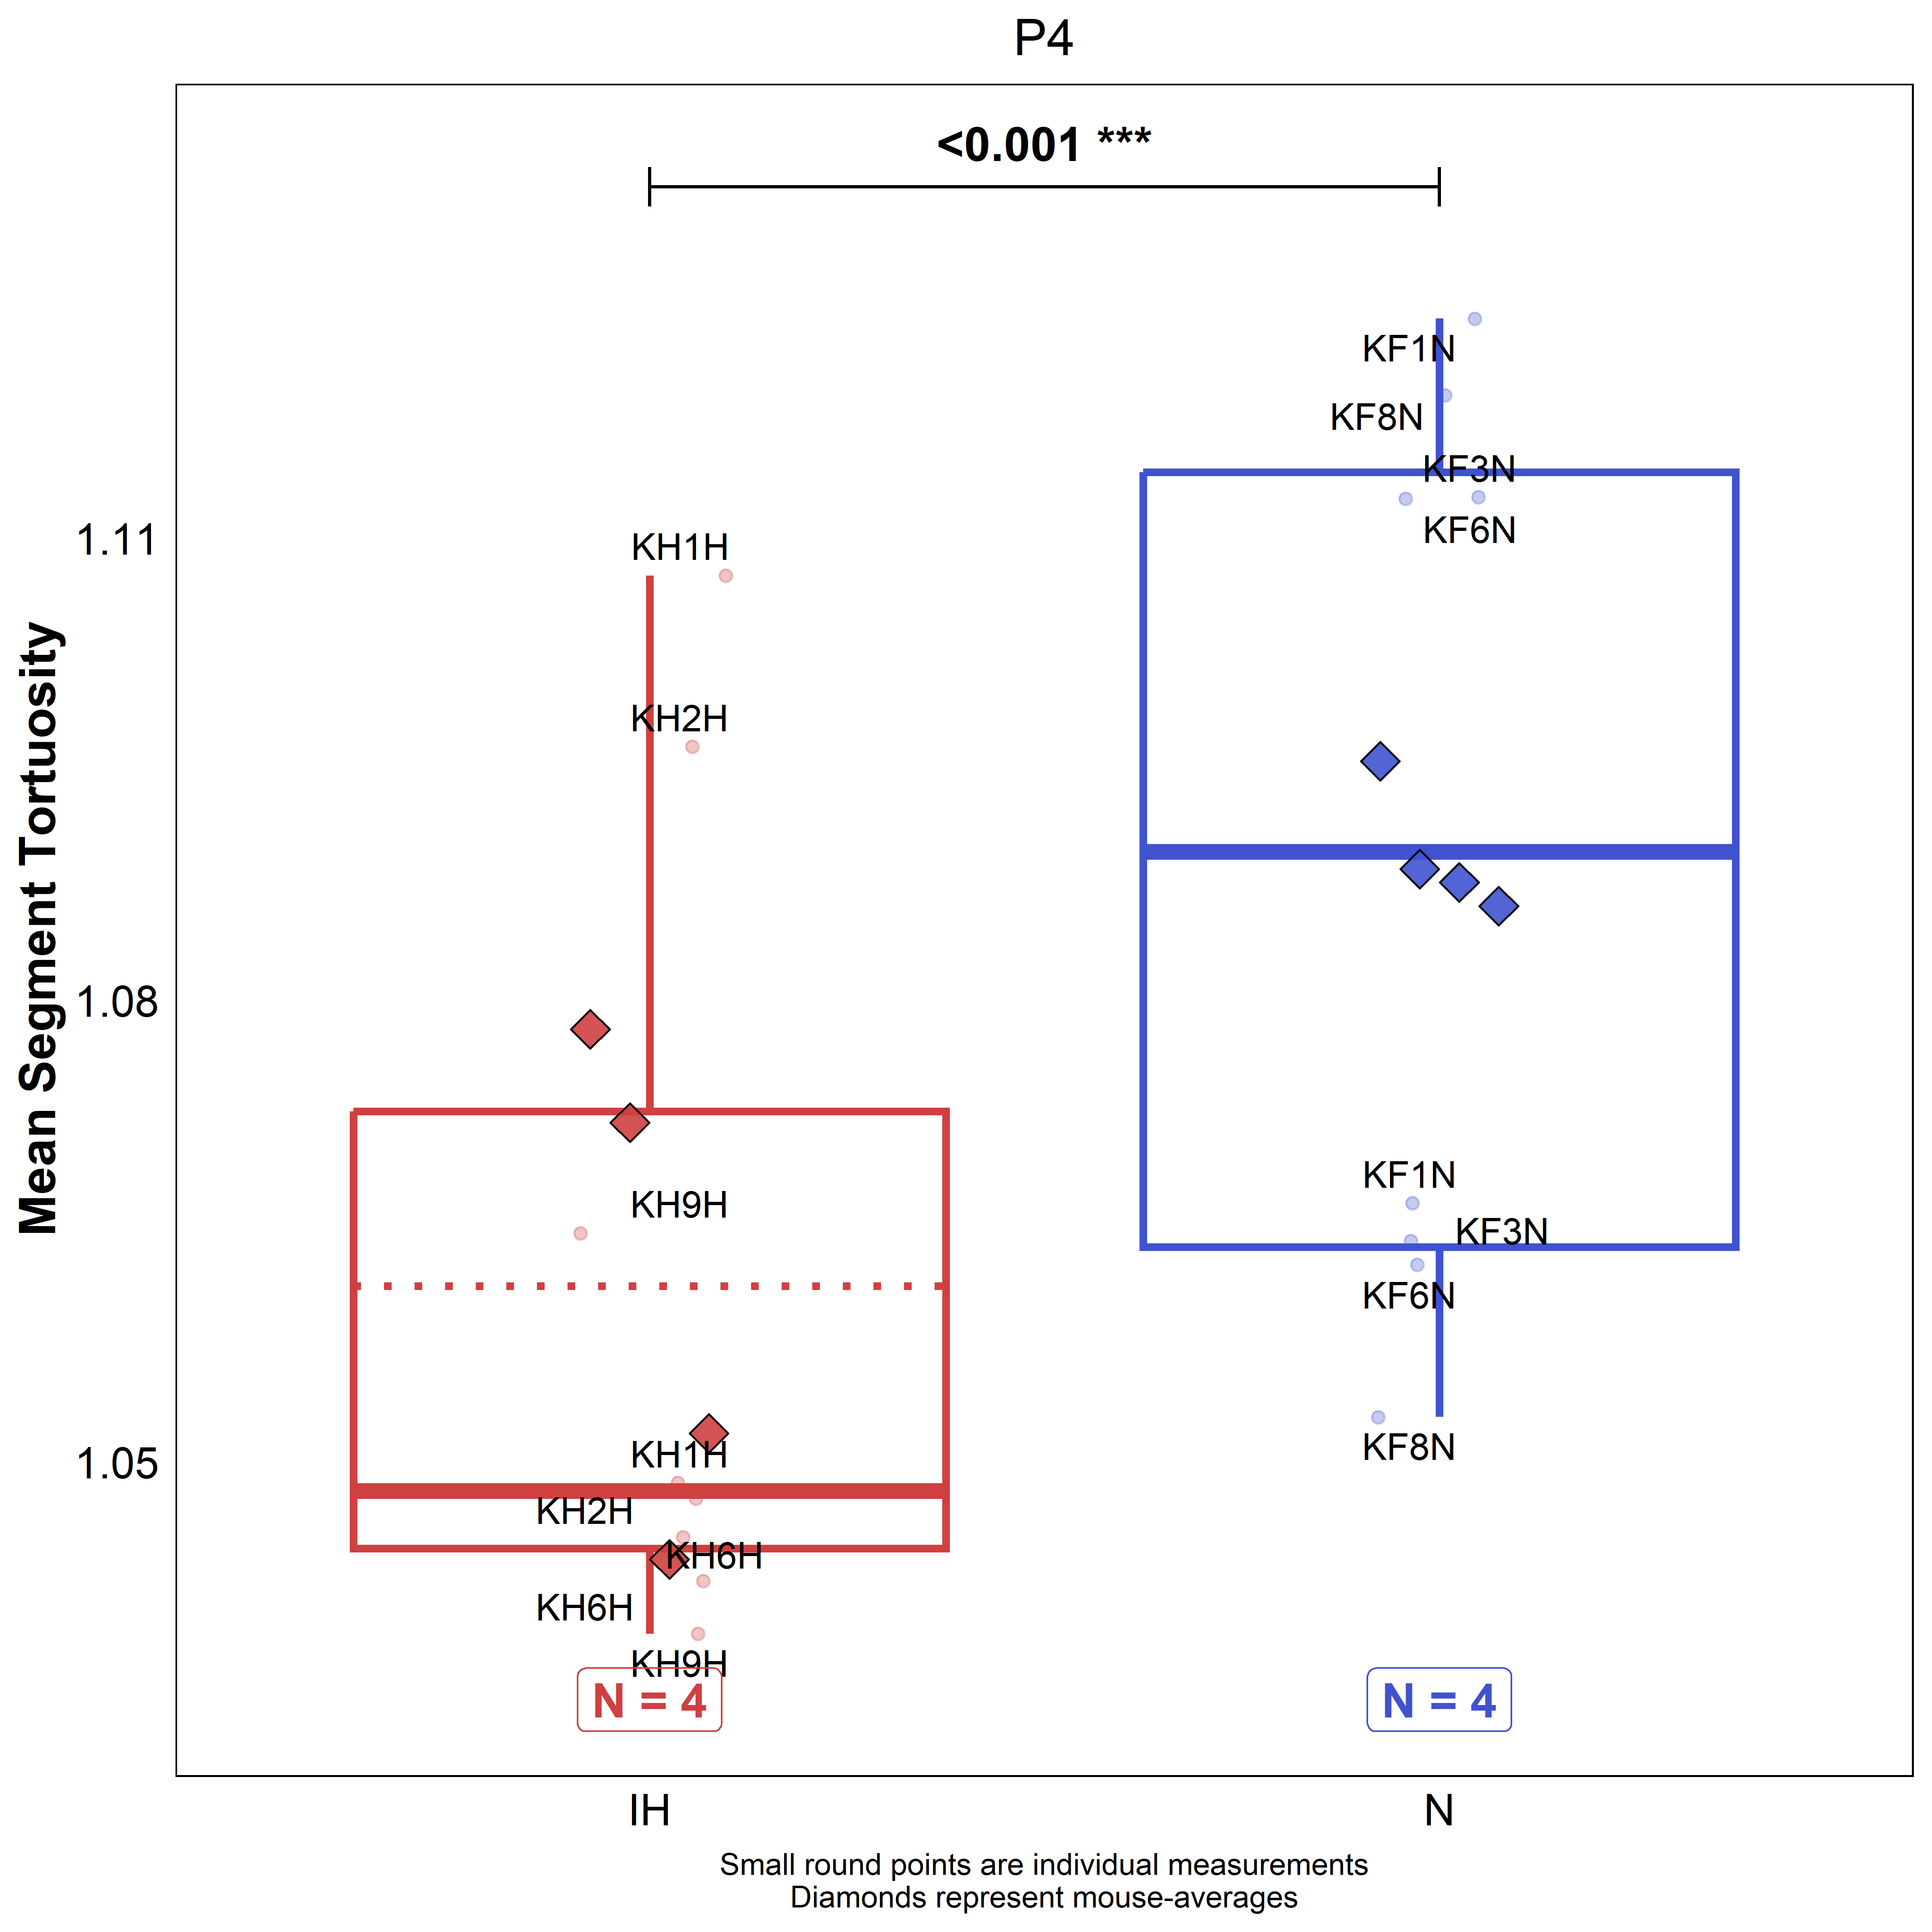 P4
<0.001 ***
KF1N
KF8N
KF3N
KF6N
1.11
KH1H
KH2H
Mean Segment Tortuosity
1.08
KF1N
KH9H
KF3N
KF6N
1.05
KH1H
KF8N
KH2H
KH6H
KH6H
KH9H
N = 4
N = 4
IH
N
Small round points are individual measurements
Diamonds represent mouse-averages